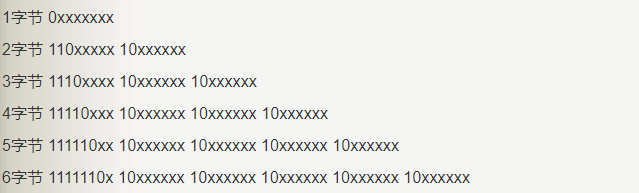 1字节 0xxxxxxx
2字节 110xxxxx 10xxxxxx
3字节 1110xxxx 10xxxxxx 10xxxxxx
4字节 11110xxx 10xxxxxx 10xxxxxx 10xxxxxx
5字节 111110xx 10xxxxxx 10xxxxxx 10xxxxxx 10xxxxxx
6字节 1111110x 10xxxxxx 10xxxxxx 10xxxxxx 10xxxxxx 10xxxxxx